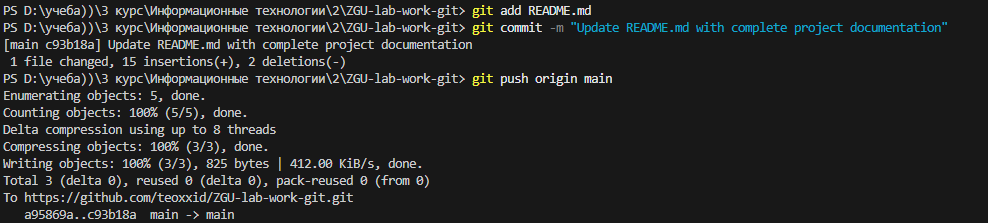 PS D:\учеба))\3 курс\Информационные технологии\2\ZGU-lab-work-git> git add README.md
PS D:\учеба))\3 курс\Информационные технологии\2\ZGU-lab-work-git> git commit -m "Update README.md with complete project documentation"
[main c93b18a] Update README.md with complete project documentation
 1 file changed, 15 insertions(+), 2 deletions(-)
PS D:\учеба))\3 курс\Информационные технологии\2\ZGU-lab-work-git> git push origin main
Enumerating objects: 5, done.
Counting objects: 100% (5/5), done.
Delta compression using up to 8 threads
Compressing objects: 100% (3/3), done.
Writing objects: 100% (3/3), 825 bytes | 412.00 KiB/s, done.
Total 3 (delta 0), reused 0 (delta 0), pack-reused 0 (from 0)
To https://github.com/teoxxid/ZGU-lab-work-git.git
   a95869a..c93b18a  main -> main